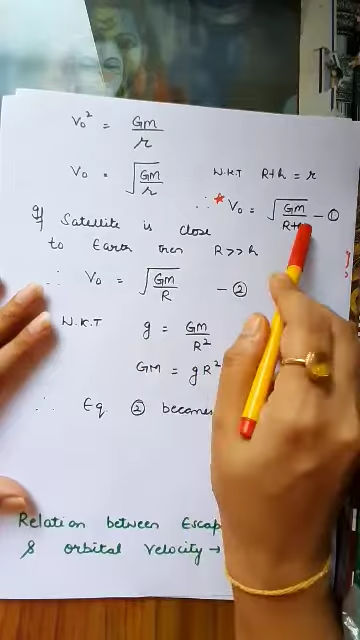 V₀² = GM/r
V₀ = √(GM/r) W.K.T R+h = r
∴ * V₀ = √(GM/R+h) — ①
If Satellite is close
to Earth then R>>h
∴ V₀ = √(GM/R) — ②
W.K.T g = GM/R²
GM = gR²
∴ Eq ② becomes
Relation between Escap
& orbital velocity →